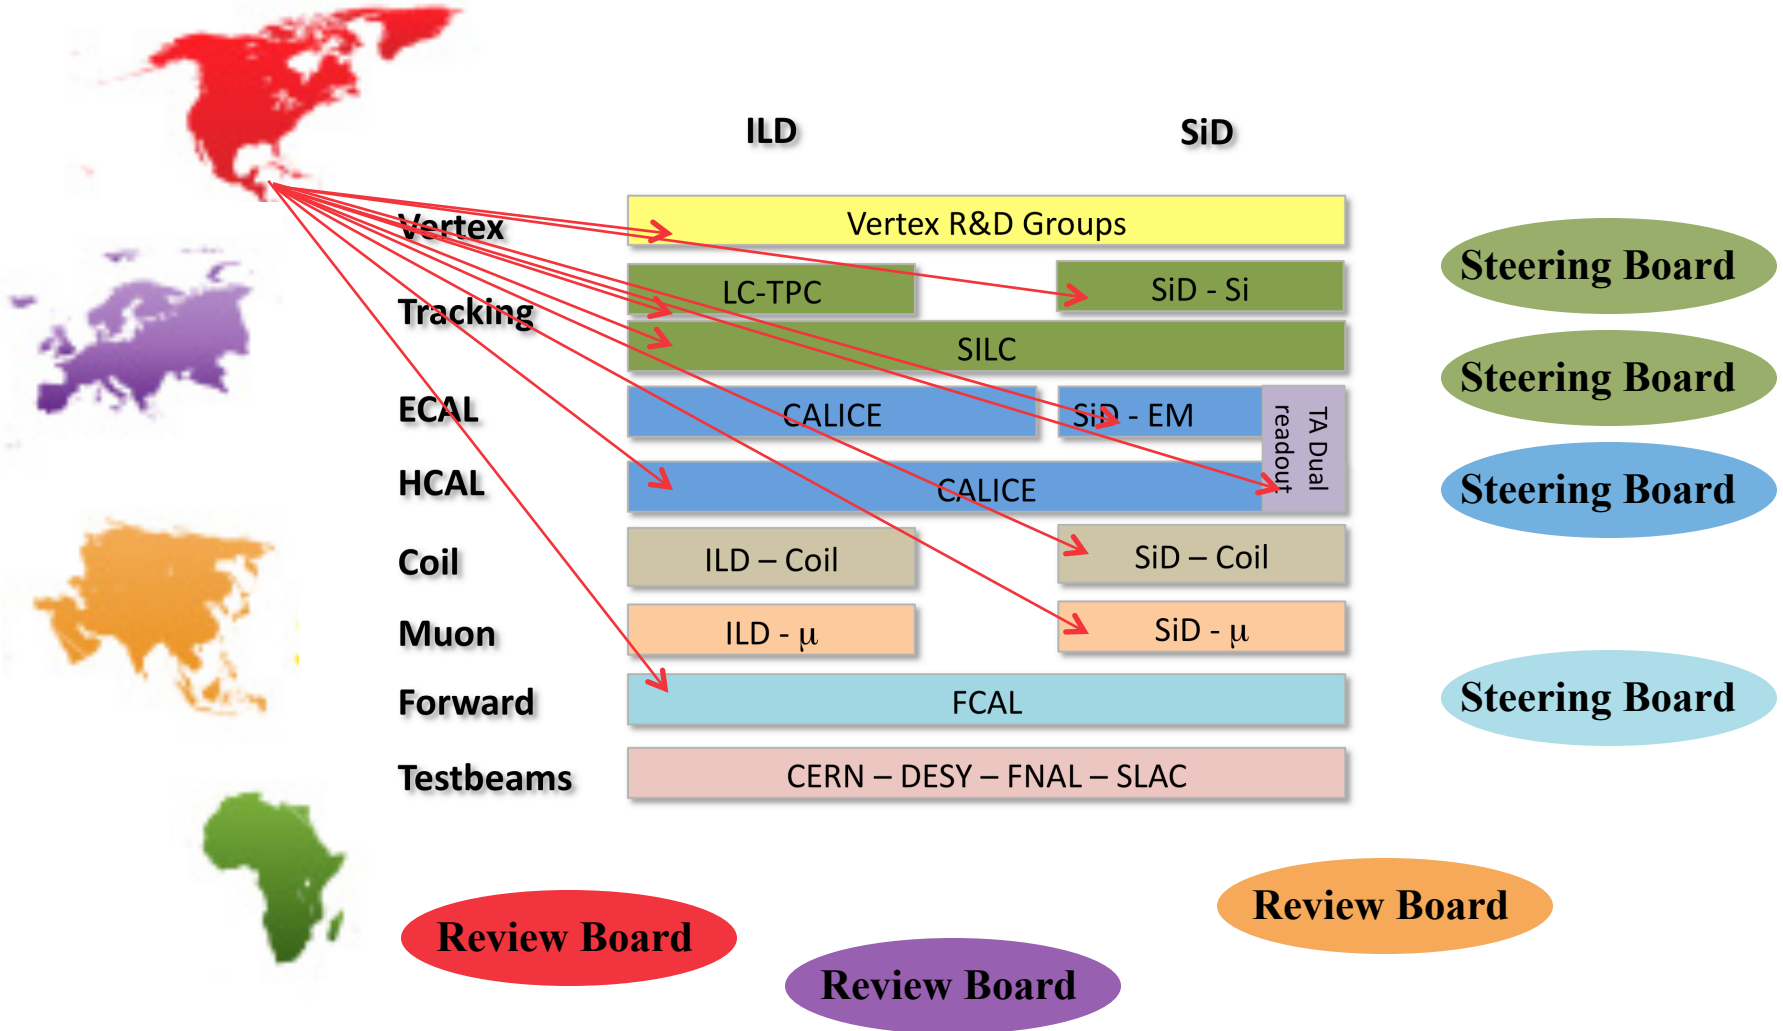 ILD
SiD
Vertex
Vertex R&D Groups
Steering Board
Tracking
LC-TPC
SiD - Si
SILC
Steering Board
ECAL
CALICE
SiD - EM
TA Dual
readout
HCAL
CALICE
Steering Board
Coil
ILD – Coil
SiD – Coil
Muon
ILD - μ
SiD - μ
Forward
FCAL
Steering Board
Testbeams
CERN – DESY – FNAL – SLAC
Review Board
Review Board
Review Board